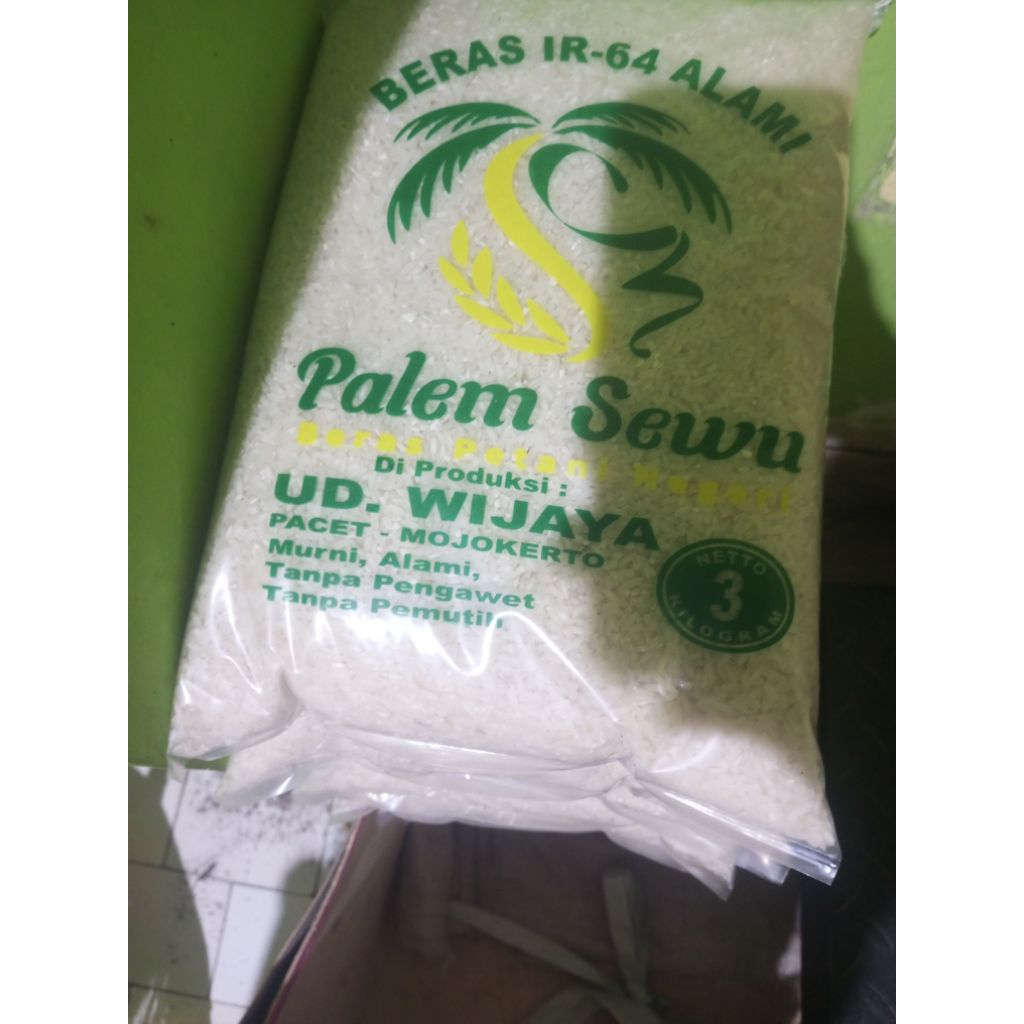 BERAS IR-64 ALAMI
Palem Sewu
Beras Petani Negeri
Di Produksi :
UD. WIJAYA
PACET - MOJOKERTO
Murni, Alami,
Tanpa Pengawet
Tanpa Pemutih
NETTO
3
KILOGRAM